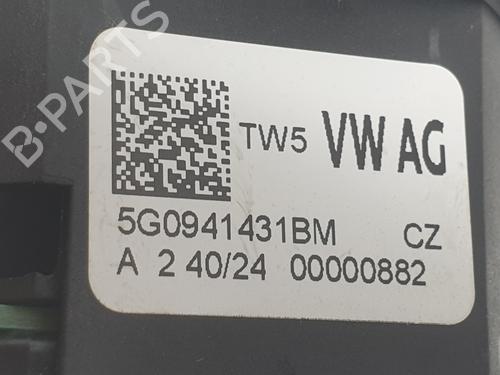 B-PARTS
TW5 VW AG
5G0941431BM CZ
A 2 40/24 00000882